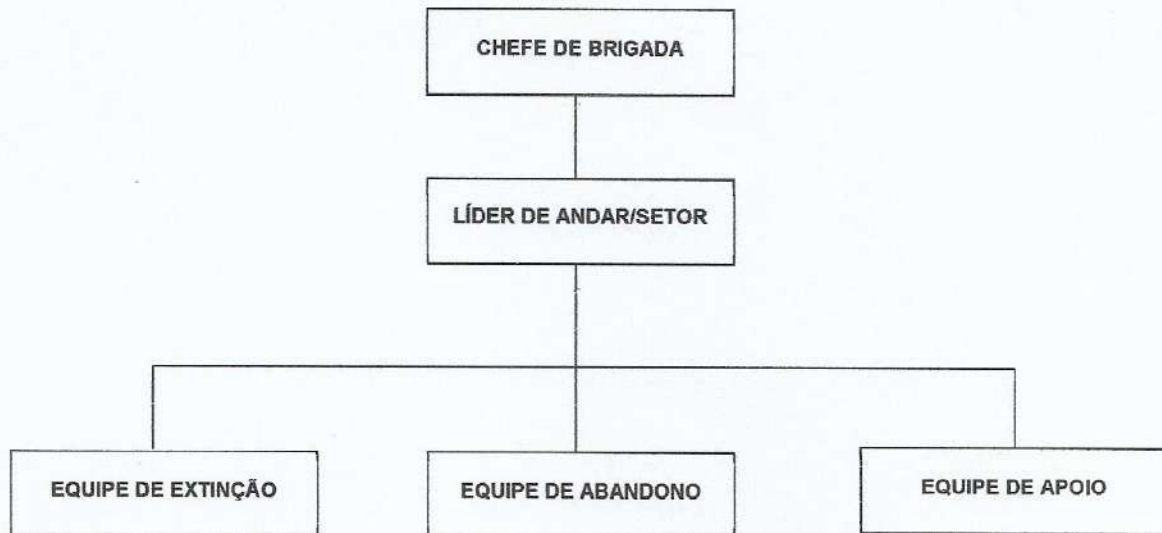 CHEFE DE BRIGADA
LÍDER DE ANDAR/SETOR
EQUIPE DE EXTINÇÃO
EQUIPE DE ABANDONO
EQUIPE DE APOIO